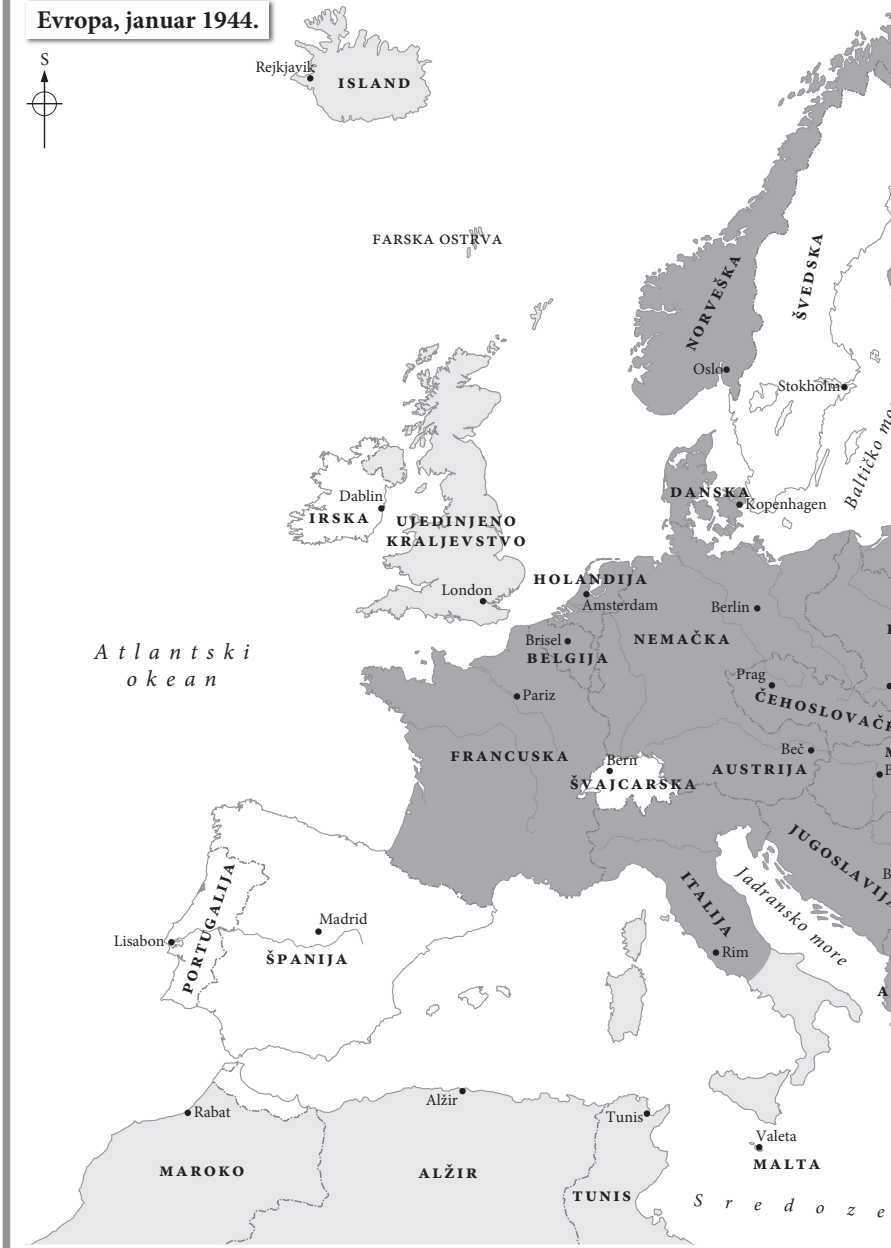 Evropa, januar 1944.
S
Rejkjavik
ISLAND
FARSKA OSTRVA
NORVEŠKA
ŠVEDSKA
Oslo
Stokholm
Baltičko mo
DANSKA
Kopenhagen
Dablin
IRSKA
UJEDINJENO
KRALJEVSTVO
London
HOLANDIJA
Amsterdam
Berlin
NEMAČKA
Brisel
BELGIJA
Atlantski
okean
Prag
ČEHOSLOVAČK
Pariz
FRANCUSKA
Bern
ŠVAJCARSKA
Beč
AUSTRIJA
B
JUGOSLAVIJA
B
Jadransko more
ITALIJA
Rim
PORTUGALIJA
Lisabon
Madrid
ŠPANIJA
A
Rabat
MAROKO
Alžir
ALŽIR
Tunis
TUNIS
Valeta
MALTA
Sredoze